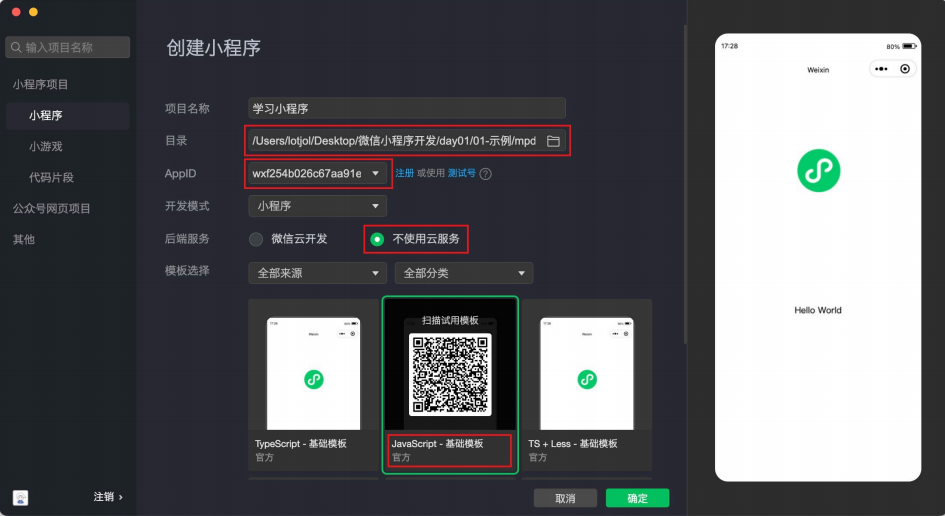 输入项目名称
小程序项目
小程序
小游戏
代码片段
公众号网页项目
其他
注销 ›
创建小程序
项目名称 学习小程序
目录 /Users/lotjol/Desktop/微信小程序开发/day01/01-示例/mpd
AppID wxf254b026c67aa91e 注册 或使用 测试号 ?
开发模式 小程序
后端服务 微信云开发 不使用云服务
模板选择 全部来源 全部分类
扫描试用模板
TypeScript - 基础模板
官方
JavaScript - 基础模板
官方
TS + Less - 基础模板
官方
取消 确定
17:28 80%
Weixin
Hello World